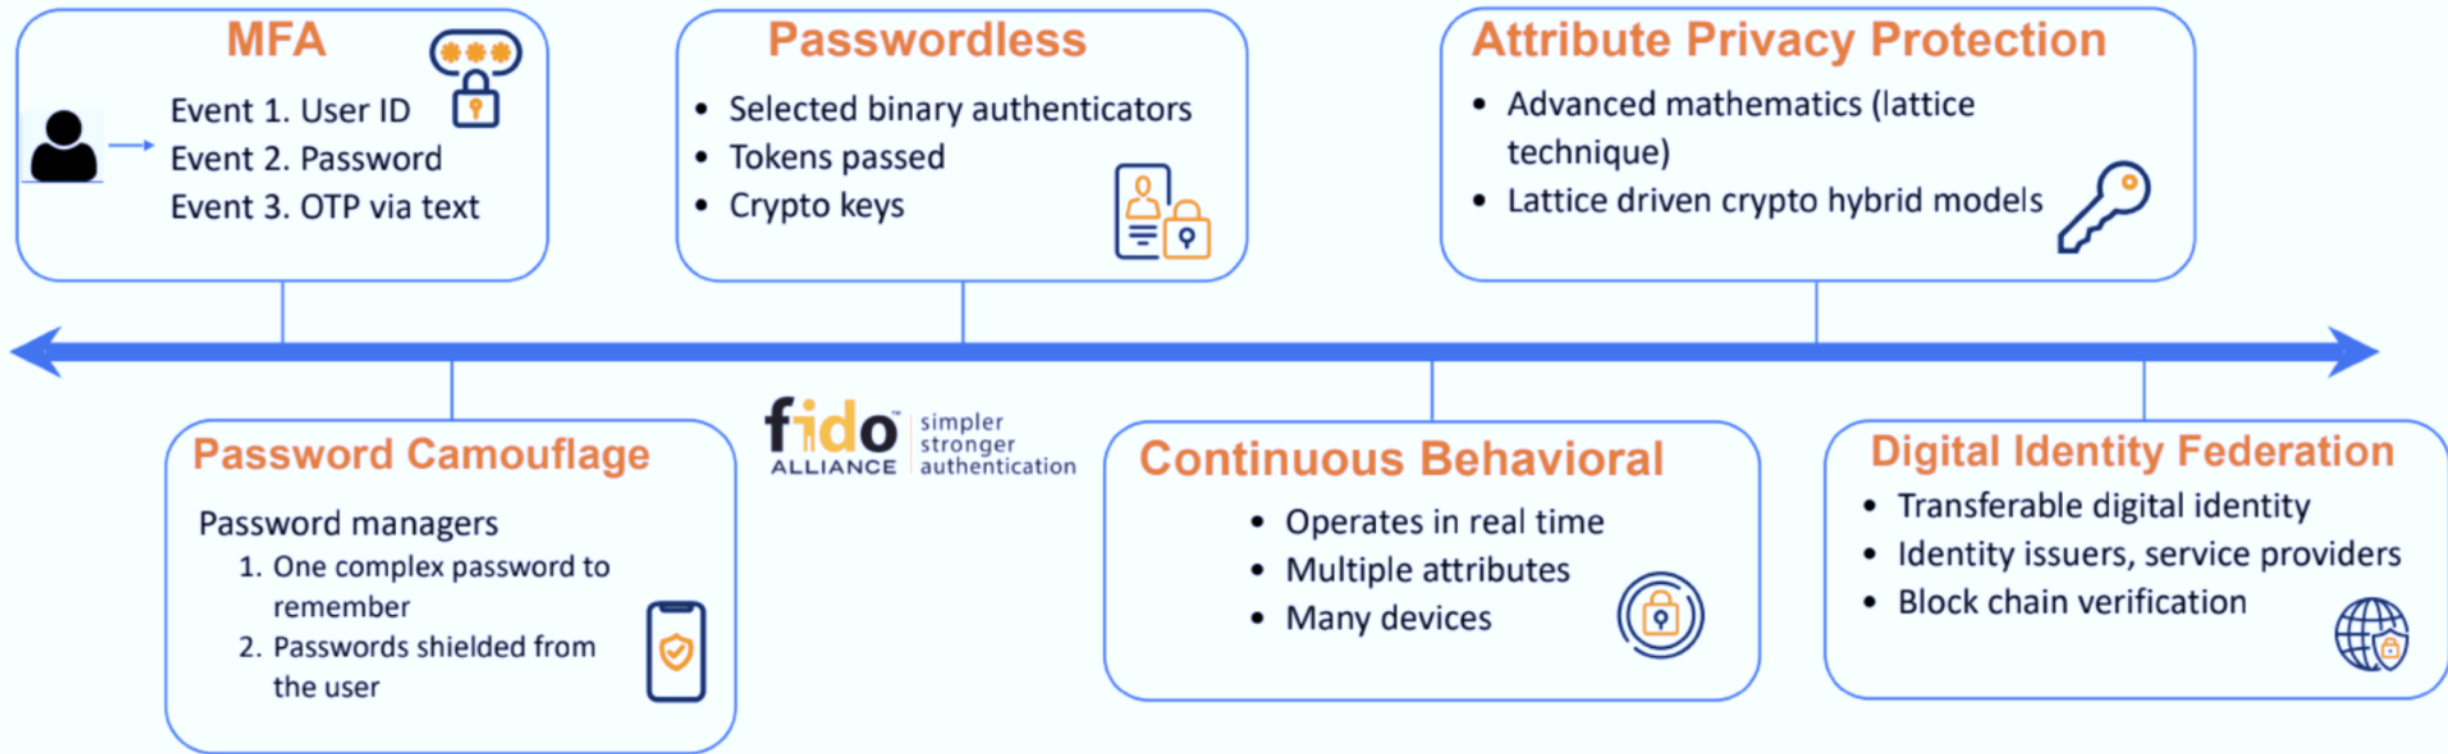 MFA
Event 1. User ID
Event 2. Password
Event 3. OTP via text
Passwordless
• Selected binary authenticators
• Tokens passed
• Crypto keys
Attribute Privacy Protection
• Advanced mathematics (lattice
technique)
• Lattice driven crypto hybrid models
Password Camouflage
Password managers
1. One complex password to
remember
2. Passwords shielded from
the user
fido™
ALLIANCE
simpler
stronger
authentication
Continuous Behavioral
• Operates in real time
• Multiple attributes
• Many devices
Digital Identity Federation
• Transferable digital identity
• Identity issuers, service providers
• Block chain verification